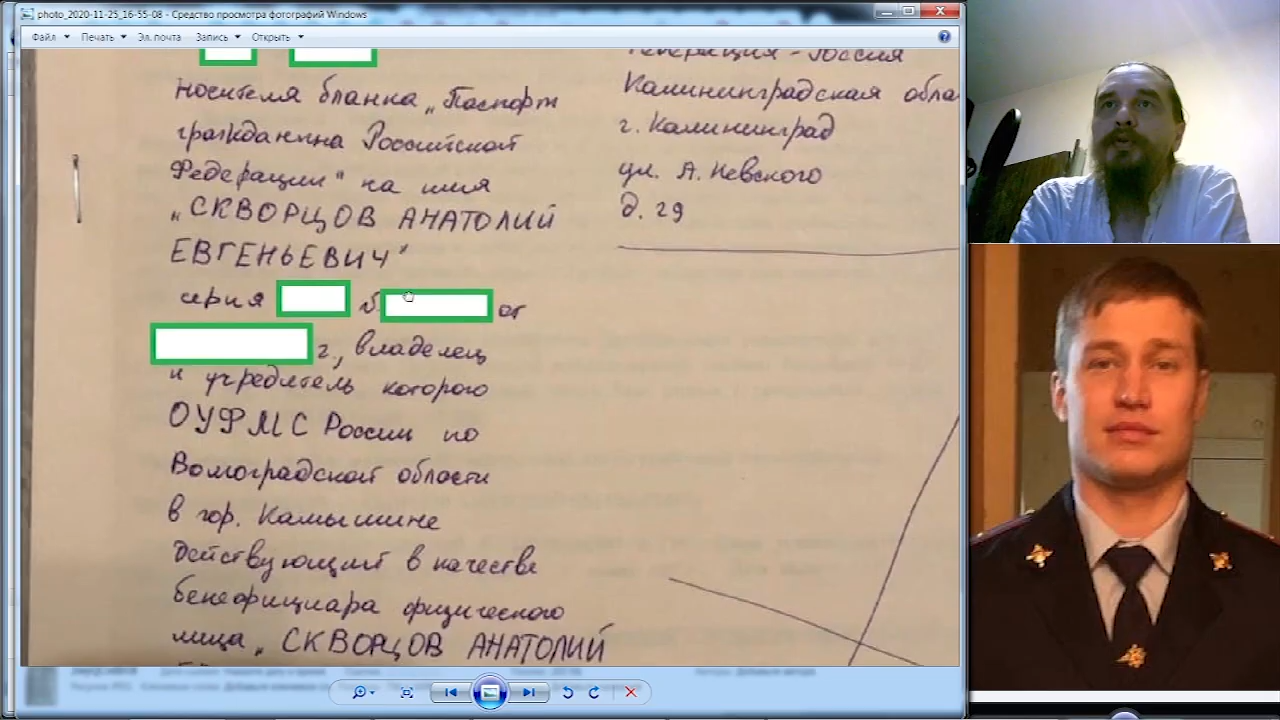 photo_2020-11-25_16-55-08 - Средство просмотра фотографий Windows
Файл Печать Эл. почта Запись Открыть
носителя бланка „Паспорт
гражданина Российской
Федерации" на имя
„СКВОРЦОВ АНАТОЛИЙ
ЕВГЕНЬЕВИЧ"
серия от
г., владелец
и учредитель которого
ОУФМС России по
Волгоградской области
в гор. Камышине
действующий в качестве
бенефициара физического
лица „СКВОРЦОВ АНАТОЛИЙ
Россия
Калининградская обла
г. Калининград
ул. А. Невского
д. 29